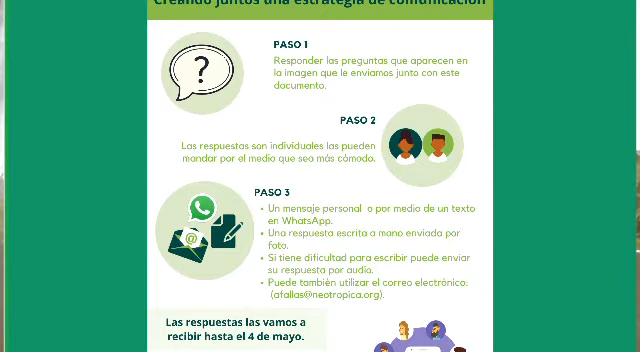 Creando juntos una estrategia de comunicación
PASO 1
Responder las preguntas que aparecen en
la imagen que le enviamos junto con este
documento.
PASO 2
Las respuestas son individuales las pueden
mandar por el medio que sea más cómodo.
PASO 3
• Un mensaje personal o por medio de un texto
en WhatsApp.
• Una respuesta escrita a mano enviada por
foto.
• Si tiene dificultad para escribir puede enviar
su respuesta por audio.
• Puede también utilizar el correo electrónico:
(afallas@neotropica.org).
Las respuestas las vamos a
recibir hasta el 4 de mayo.